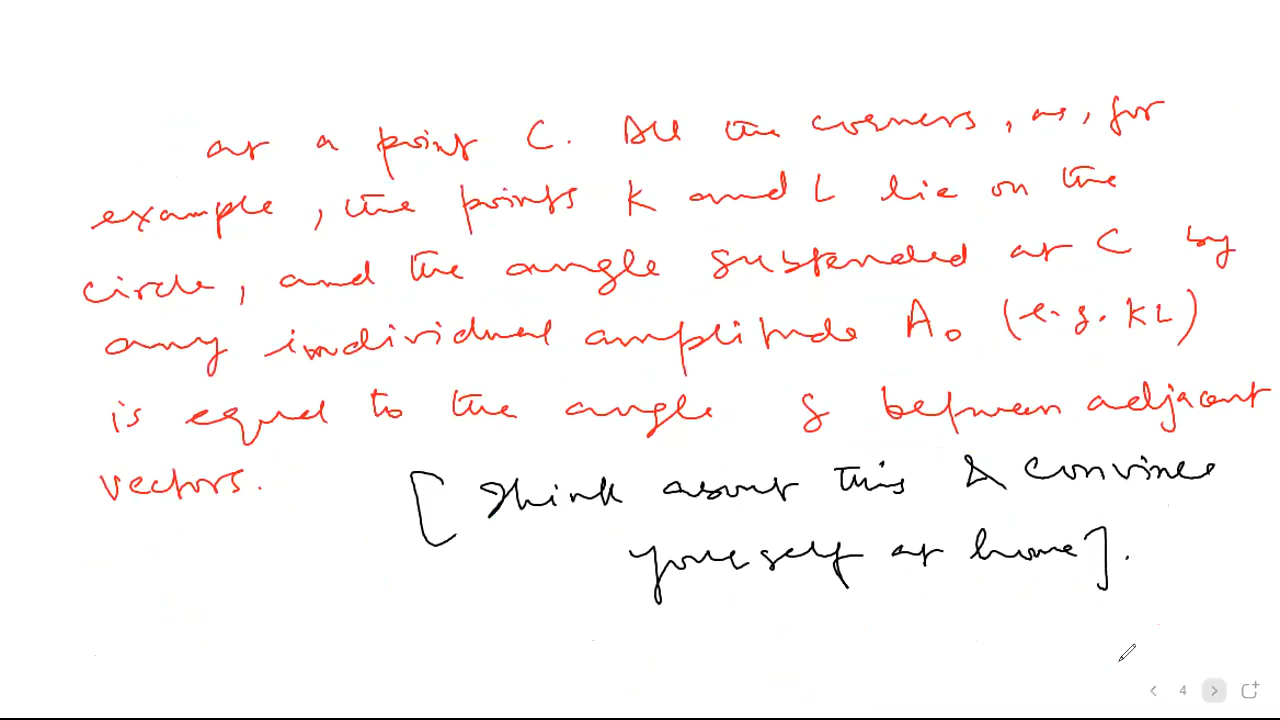 at a point C. All the corners, as, for
example, the points K and L lie on the
circle, and the angle subtended at C by
any individual amplitude A₀ (e.g. KL)
is equal to the angle δ between adjacent
vectors.
[Think about this & convince
yourself at home].
4